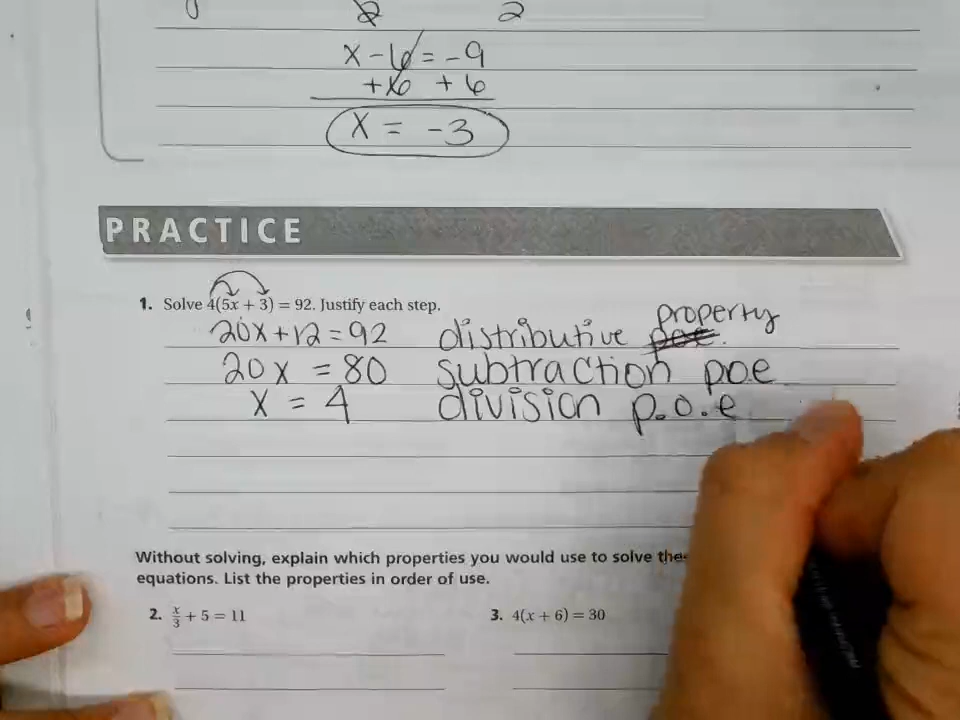 2 2
x - 6 = -9
+6 +6
x = -3
PRACTICE
1. Solve 4(5x + 3) = 92. Justify each step.
property
20x+12=92 distributive poe.
20x = 80 subtraction p.o.e
x = 4 division p.o.e
Without solving, explain which properties you would use to solve the
equations. List the properties in order of use.
2. x/3 + 5 = 11 3. 4(x + 6) = 30